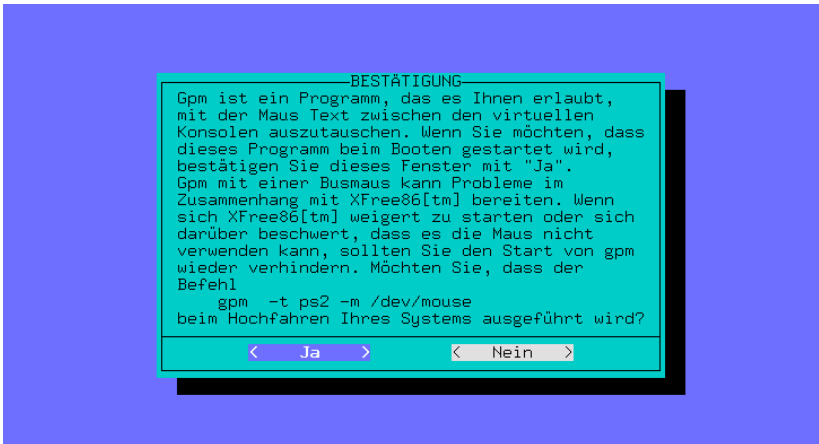 BESTÄTIGUNG
Gpm ist ein Programm, das es Ihnen erlaubt,
mit der Maus Text zwischen den virtuellen
Konsolen auszutauschen. Wenn Sie möchten, dass
dieses Programm beim Booten gestartet wird,
bestätigen Sie dieses Fenster mit "Ja".
Gpm mit einer Busmaus kann Probleme im
Zusammenhang mit XFree86[tm] bereiten. Wenn
sich XFree86[tm] weigert zu starten oder sich
darüber beschwert, dass es die Maus nicht
verwenden kann, sollten Sie den Start von gpm
wieder verhindern. Möchten Sie, dass der
Befehl
    gpm  -t ps2 -m /dev/mouse
beim Hochfahren Ihres Systems ausgeführt wird?
<   Ja   > <   Nein   >